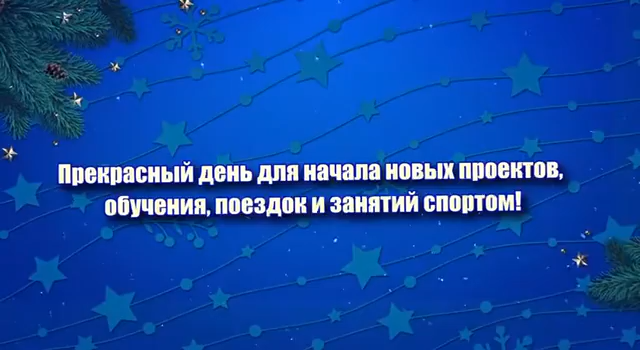 Прекрасный день для начала новых проектов,
обучения, поездок и занятий спортом!